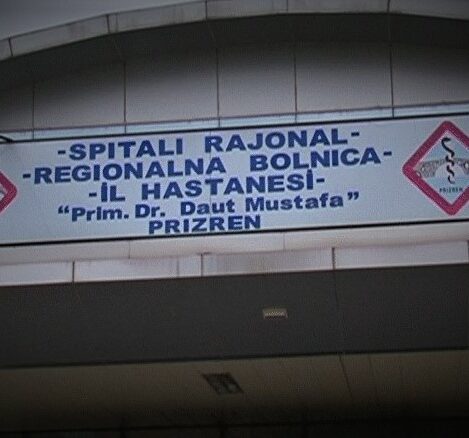 -SPITALI RAJONAL-
-REGIONALNA BOLNICA-
-İL HASTANESİ-
"Prim. Dr. Daut Mustafa"
PRIZREN
PRIZREN